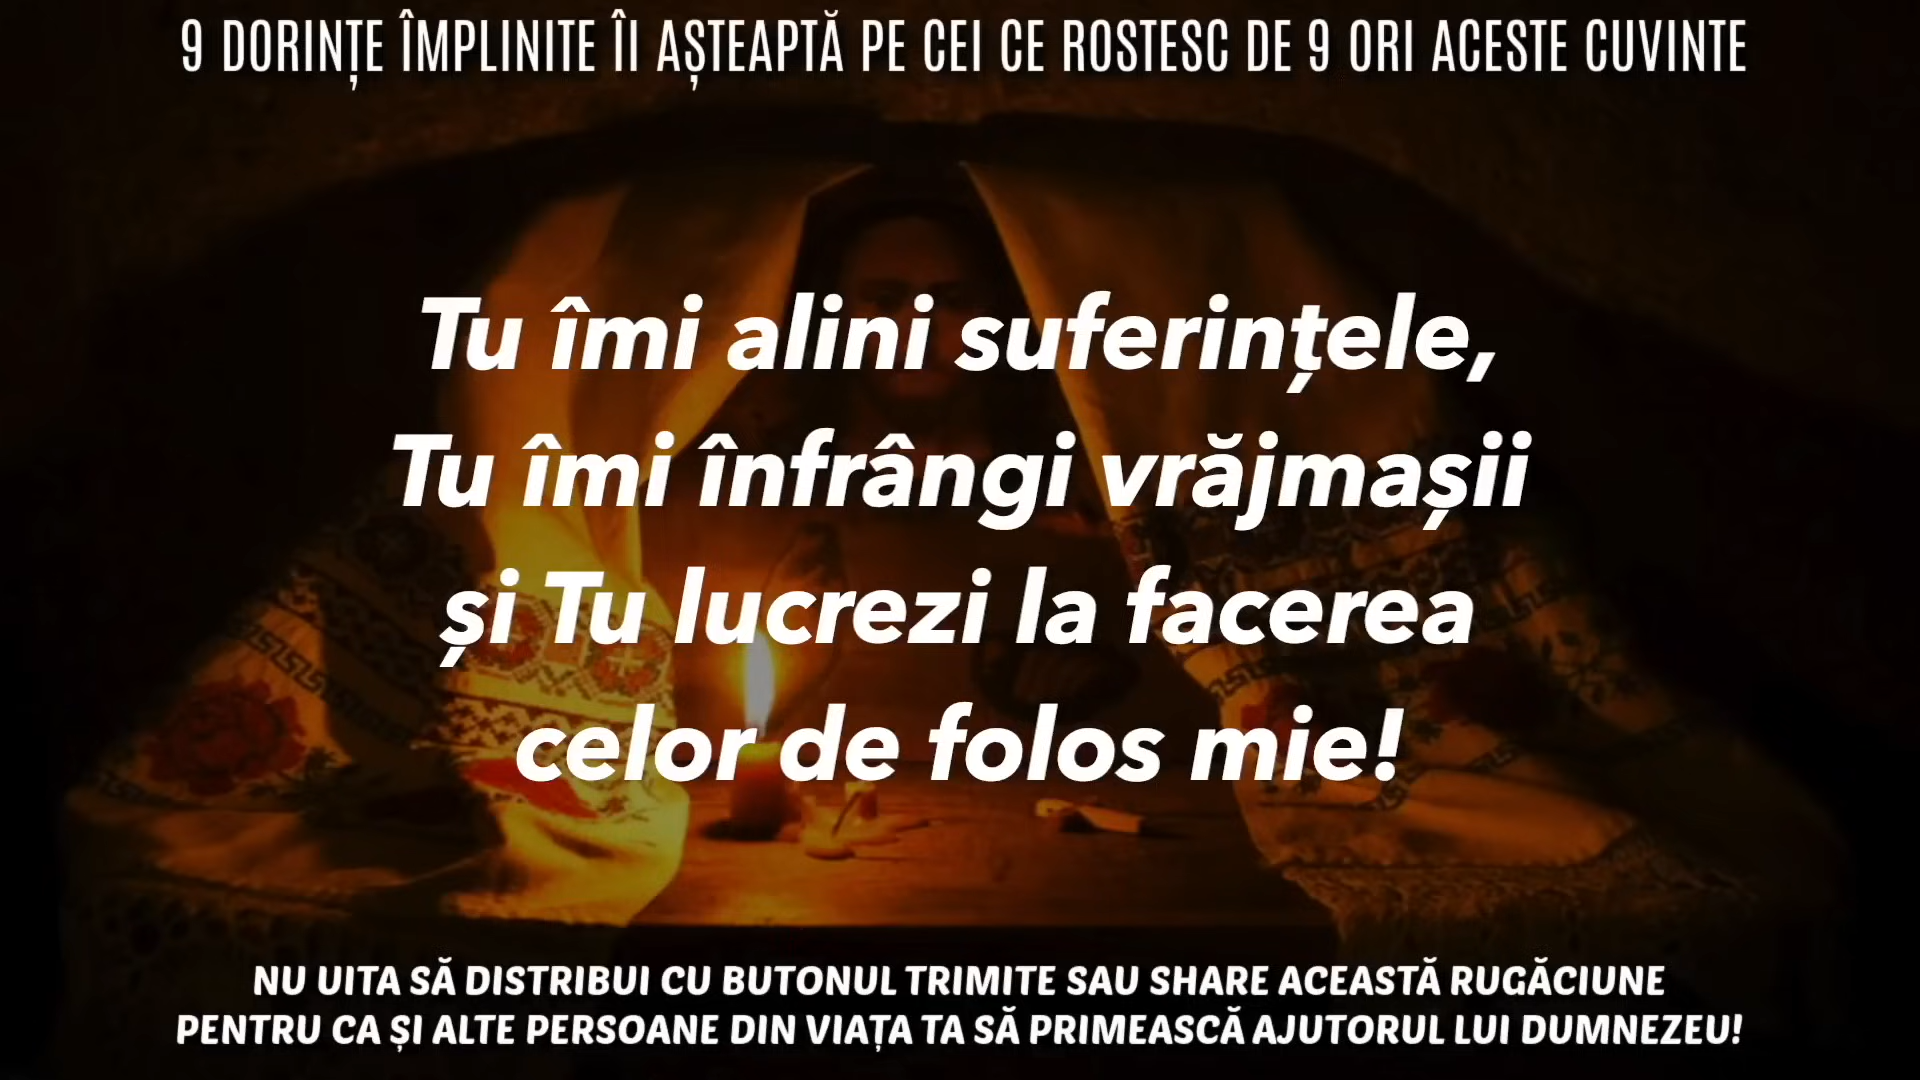 9 DORINȚE ÎMPLINITE ÎI AȘTEAPTĂ PE CEI CE ROSTESC DE 9 ORI ACESTE CUVINTE
Tu îmi alini suferințele,
Tu îmi înfrângi vrăjmașii
și Tu lucrezi la facerea
celor de folos mie!
NU UITA SĂ DISTRIBUI CU BUTONUL TRIMITE SAU SHARE ACEASTĂ RUGĂCIUNE
PENTRU CA ȘI ALTE PERSOANE DIN VIAȚA TA SĂ PRIMEASCĂ AJUTORUL LUI DUMNEZEU!